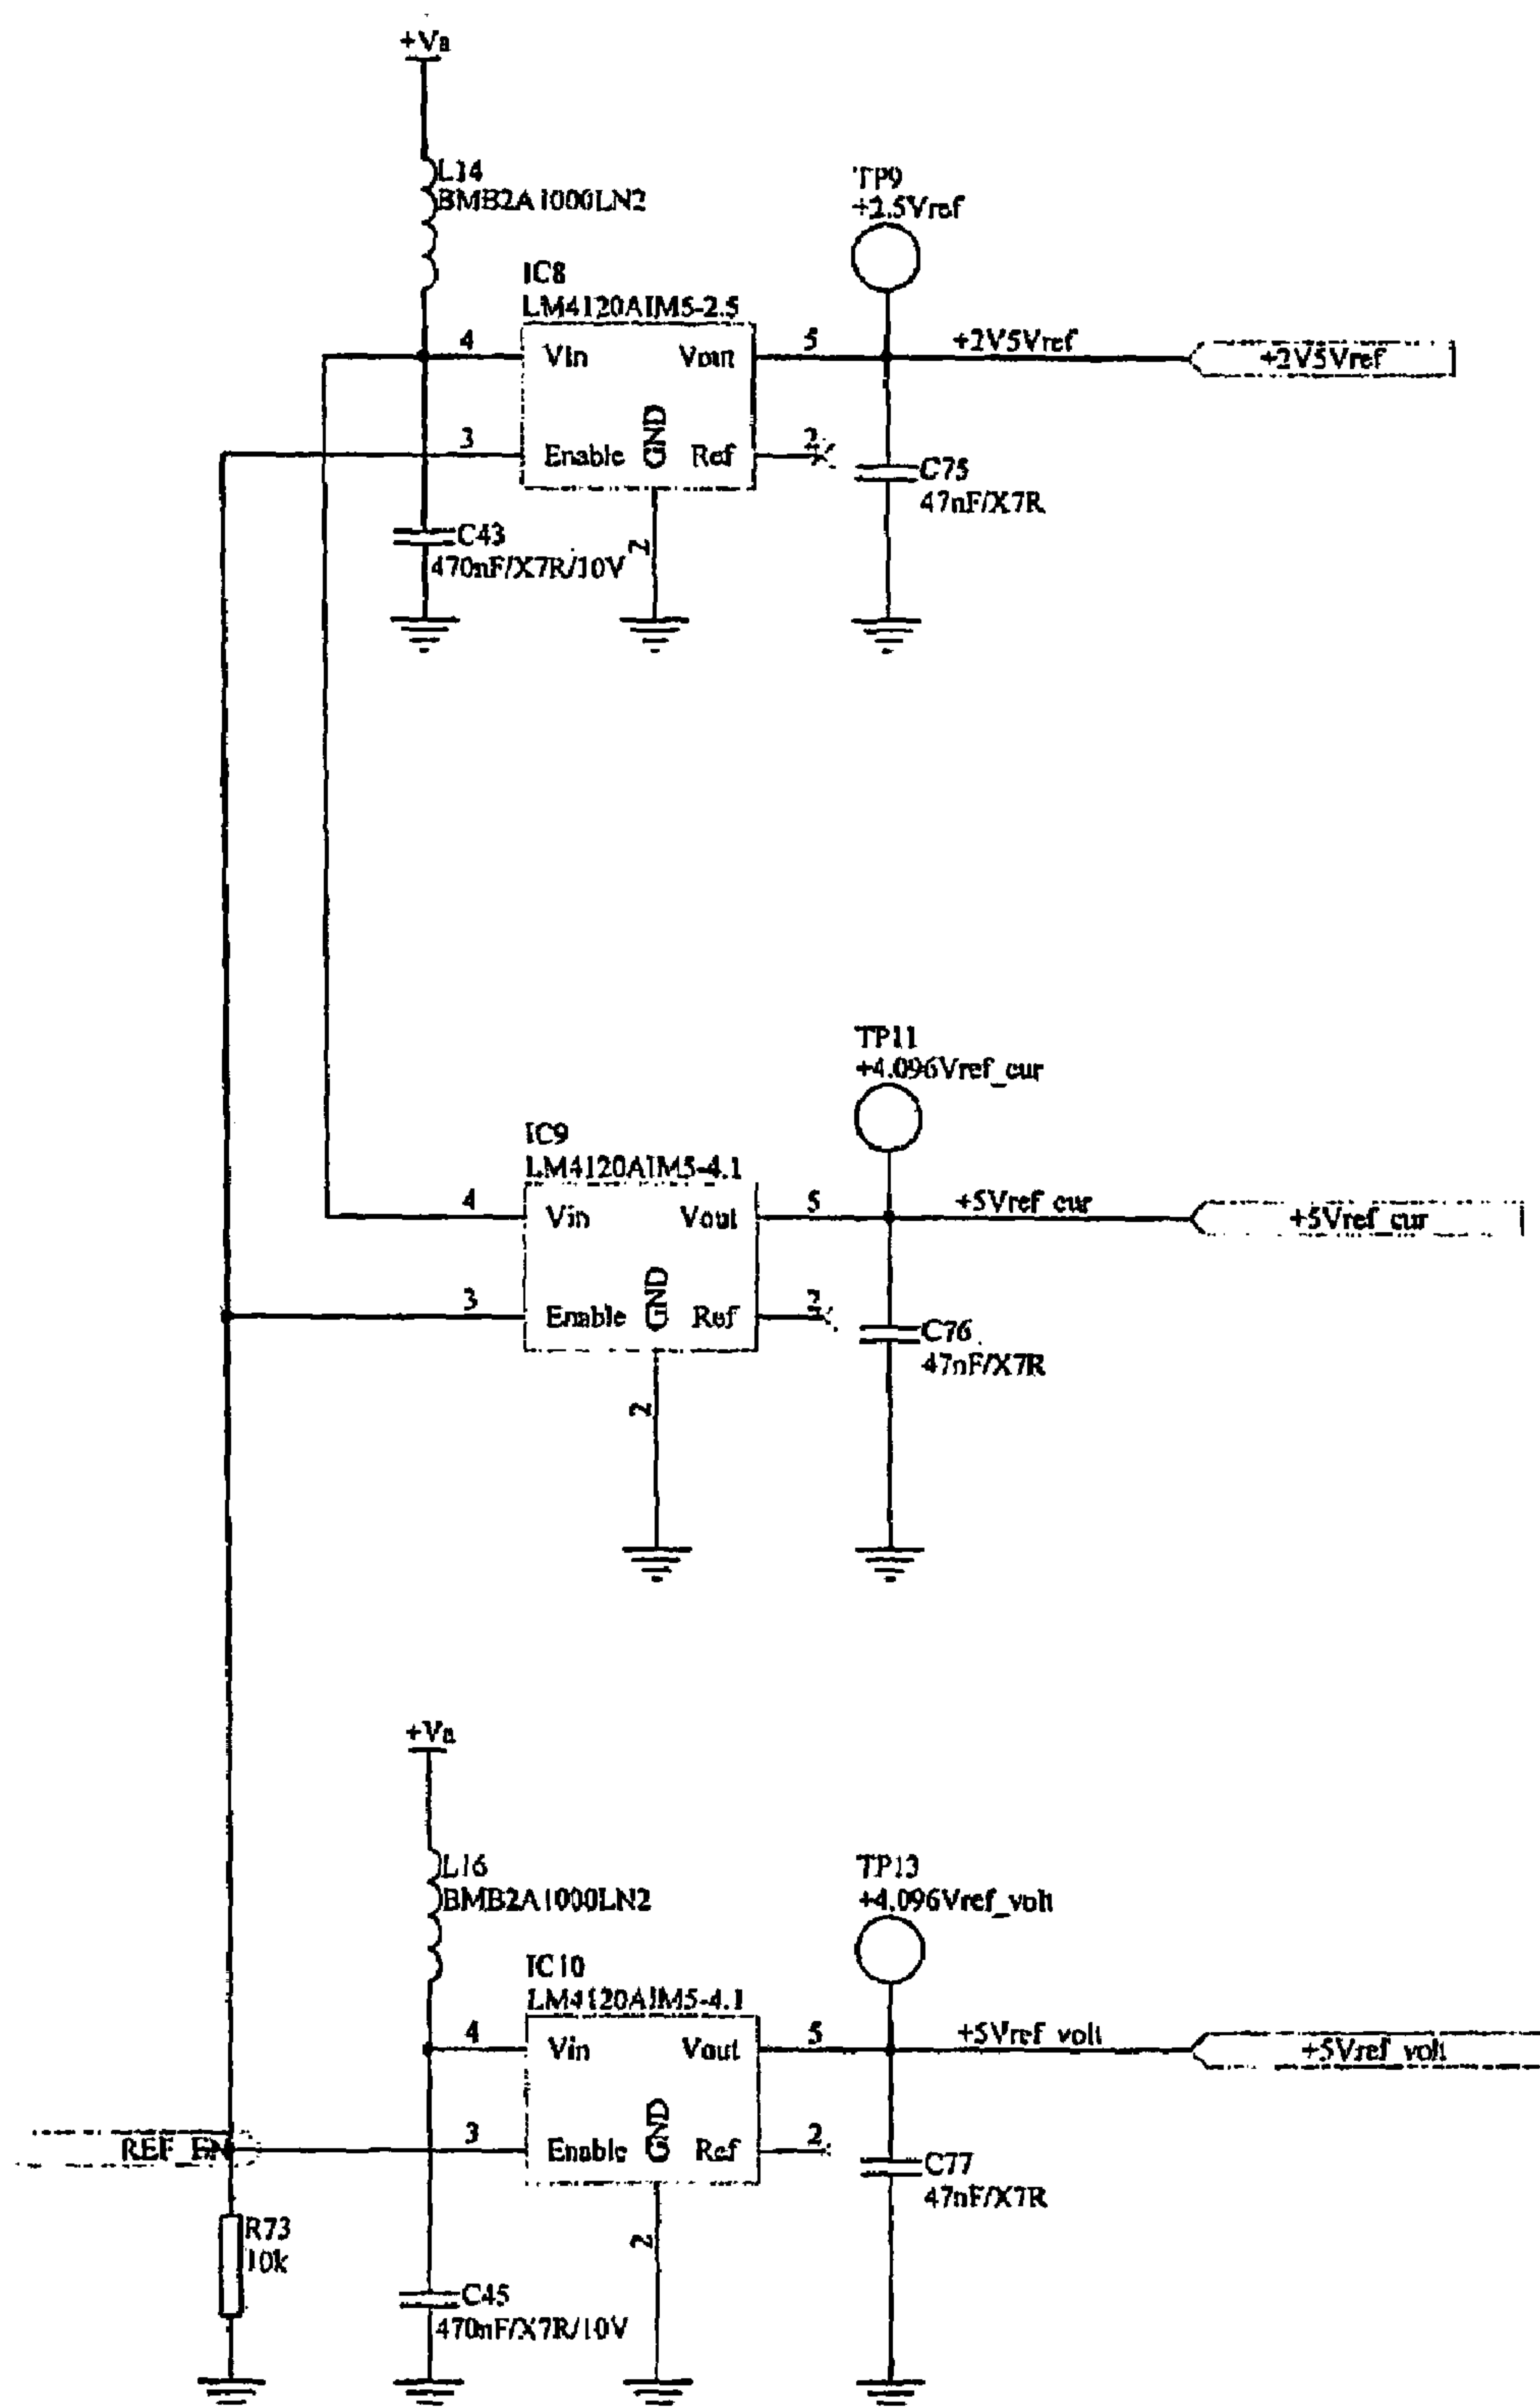 +Va
L14
BMB2A1000LN2
TP9
+2.5Vref
IC8
LM4120AIM5-2.5
4
Vin
Vout
5
+2V5Vref
+2V5Vref
3
Enable
GND
Ref
2
C75
47nF/X7R
C43
470nF/X7R/10V
2
TP11
+4.096Vref_cur
IC9
LM4120AIM5-4.1
4
Vin
Vout
5
+5Vref_cur
+5Vref_cur
3
Enable
GND
Ref
2
C76
47nF/X7R
2
+Va
L16
BMB2A1000LN2
TP13
+4.096Vref_volt
IC10
LM4120AIM5-4.1
4
Vin
Vout
5
+5Vref_volt
+5Vref_volt
REF_EN
3
Enable
GND
Ref
2
C77
47nF/X7R
R73
10k
2
C45
470nF/X7R/10V